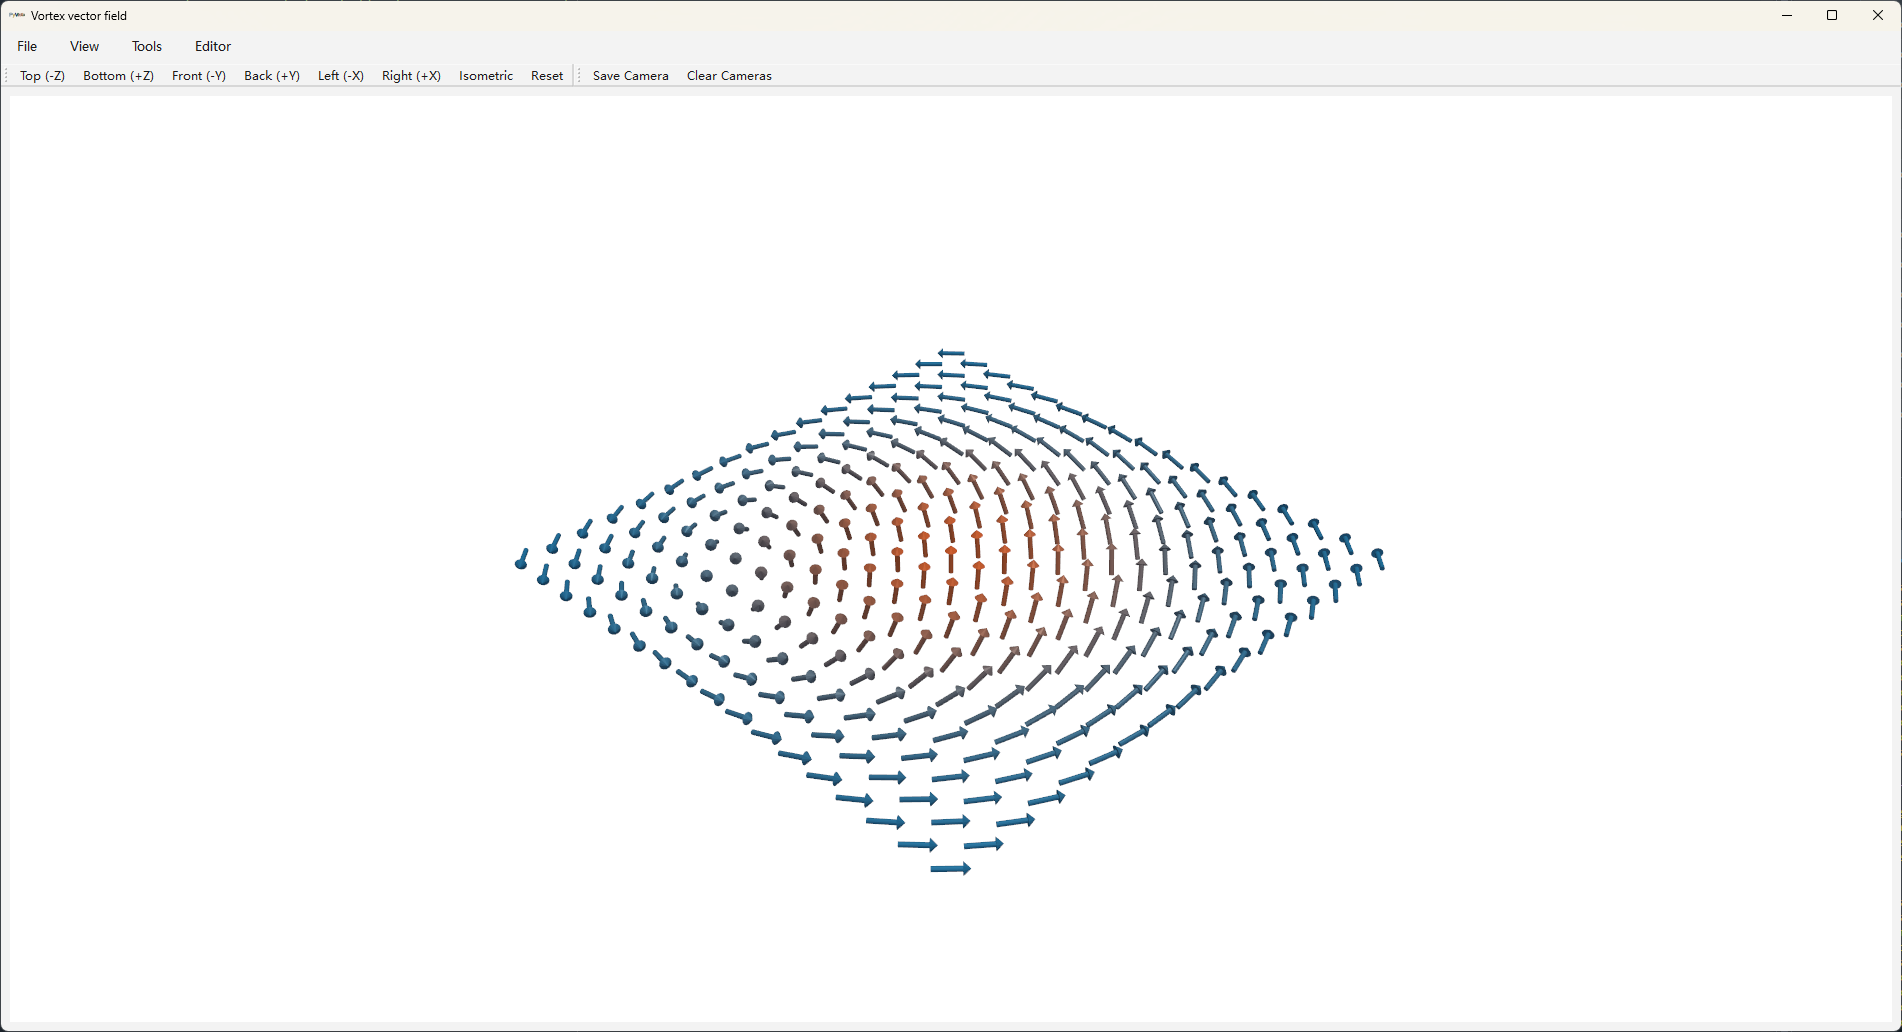 Vortex vector field
File View Tools Editor
Top (-Z) Bottom (+Z) Front (-Y) Back (+Y) Left (-X) Right (+X) Isometric Reset Save Camera Clear Cameras